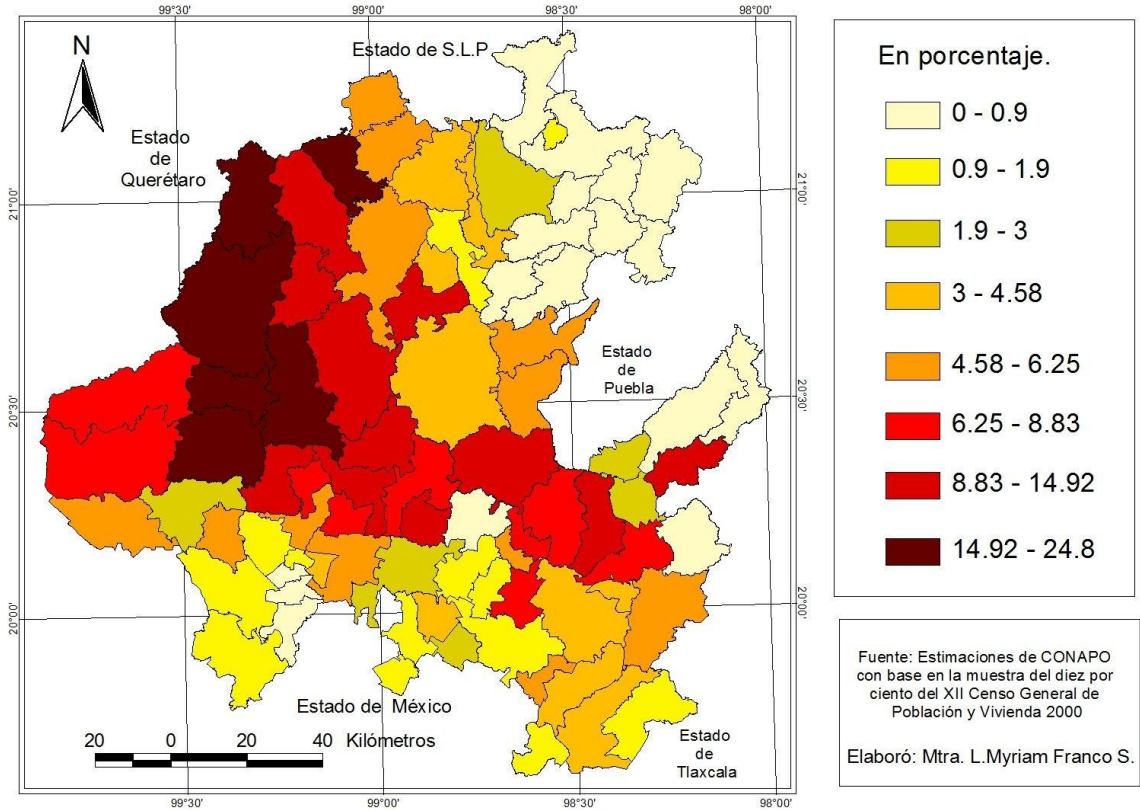 99°30'
99°00'
98°30'
98°00'
N
Estado de S.L.P
Estado
de
Querétaro
21°00'
21°00'
Estado
de
Puebla
20°30'
20°30'
20°00'
20°00'
Estado de México
20 0 20 40 Kilómetros
Estado
de
Tlaxcala
99°30'
99°00'
98°30'
98°00'
En porcentaje.
0 - 0.9
0.9 - 1.9
1.9 - 3
3 - 4.58
4.58 - 6.25
6.25 - 8.83
8.83 - 14.92
14.92 - 24.8
Fuente: Estimaciones de CONAPO
con base en la muestra del diez por
ciento del XII Censo General de
Población y Vivienda 2000
Elaboró: Mtra. L.Myriam Franco S.